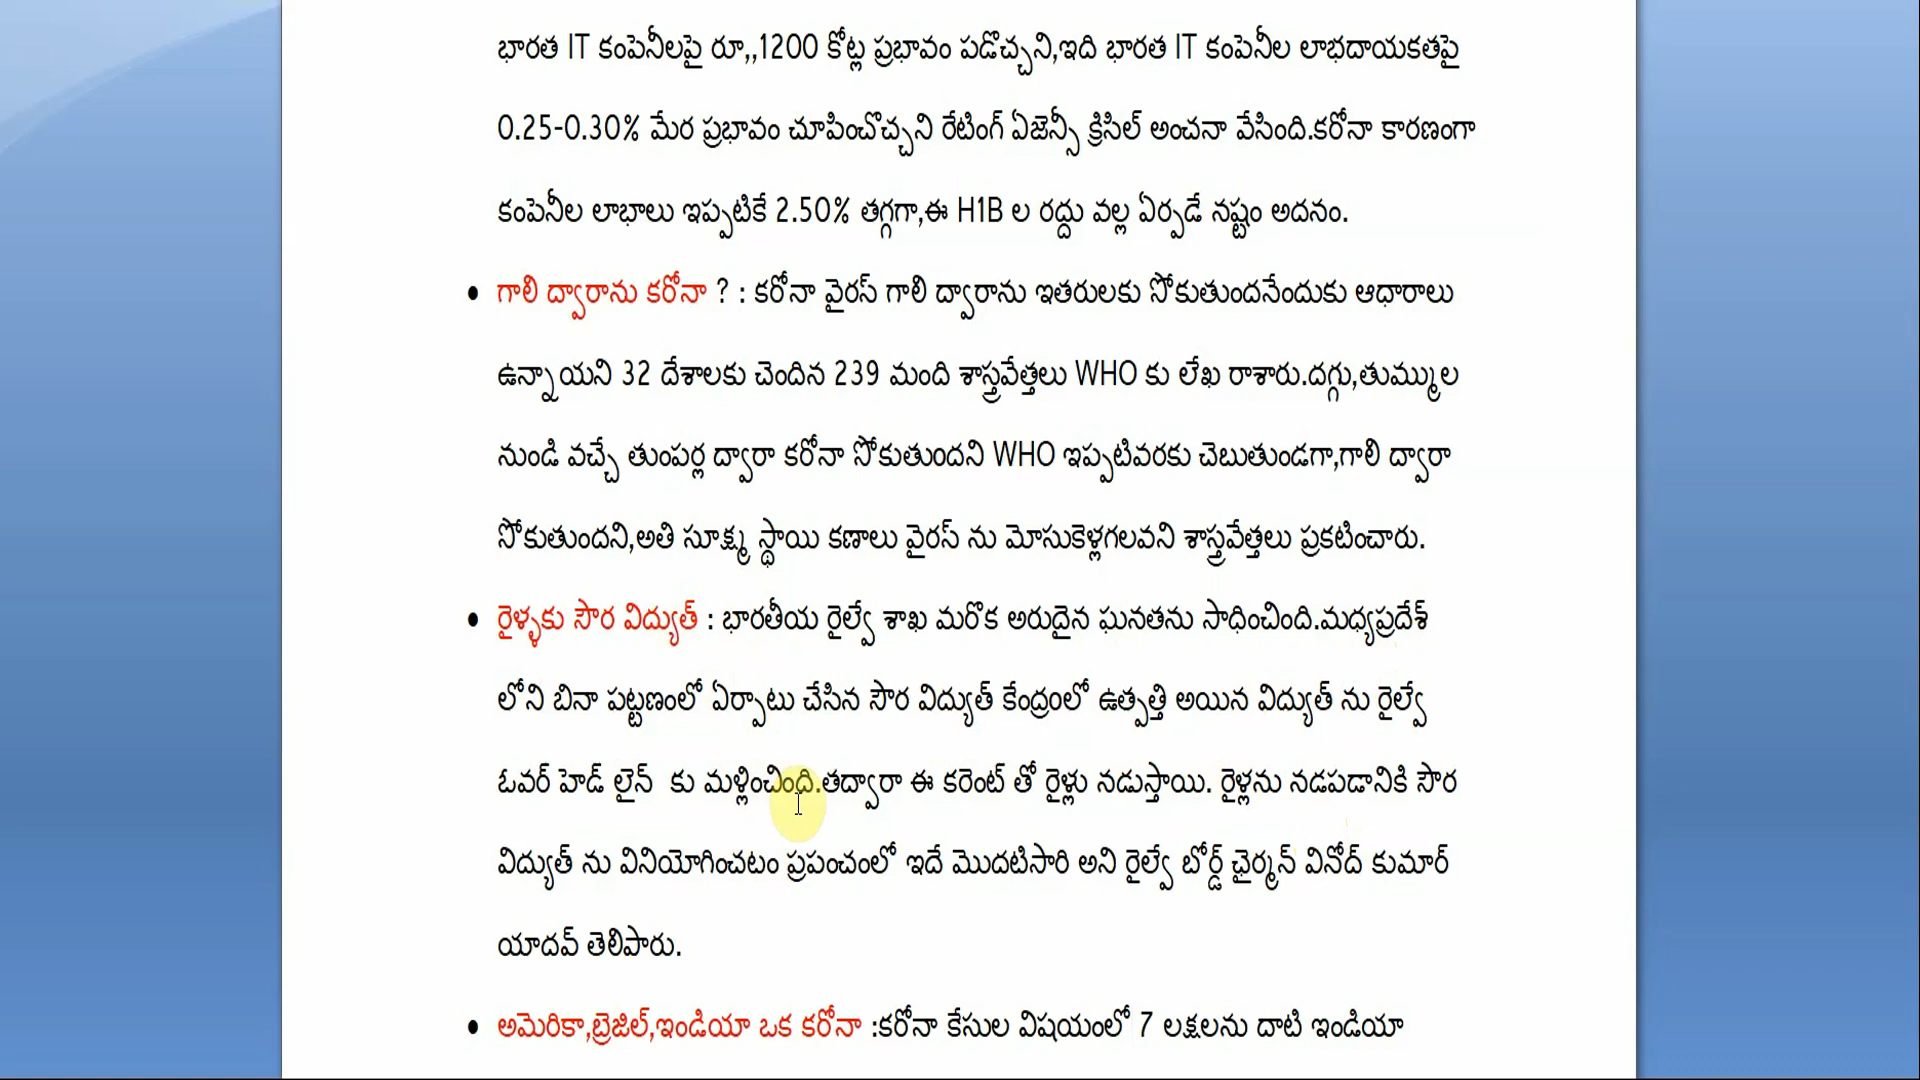 భారత IT కంపెనీలపై రూ,,1200 కోట్ల ప్రభావం పడొచ్చని,ఇది భారత IT కంపెనీల లాభదాయకతపై
0.25-0.30% మేర ప్రభావం చూపించొచ్చని రేటింగ్ ఏజెన్సీ క్రిసిల్ అంచనా వేసింది.కరోనా కారణంగా
కంపెనీల లాభాలు ఇప్పటికే 2.50% తగ్గగా,ఈ H1B ల రద్దు వల్ల ఏర్పడే నష్టం అదనం.
• గాలి ద్వారాను కరోనా ? : కరోనా వైరస్ గాలి ద్వారాను ఇతరులకు సోకుతుందనేందుకు ఆధారాలు
ఉన్నాయని 32 దేశాలకు చెందిన 239 మంది శాస్త్రవేత్తలు WHO కు లేఖ రాశారు.దగ్గు,తుమ్ముల
నుండి వచ్చే తుంపర్ల ద్వారా కరోనా సోకుతుందని WHO ఇప్పటివరకు చెబుతుండగా,గాలి ద్వారా
సోకుతుందని,అతి సూక్ష్మ స్థాయి కణాలు వైరస్ ను మోసుకెళ్లగలవని శాస్త్రవేత్తలు ప్రకటించారు.
• రైళ్ళకు సౌర విద్యుత్ : భారతీయ రైల్వే శాఖ మరొక అరుదైన ఘనతను సాధించింది.మధ్యప్రదేశ్
లోని బినా పట్టణంలో ఏర్పాటు చేసిన సౌర విద్యుత్ కేంద్రంలో ఉత్పత్తి అయిన విద్యుత్ ను రైల్వే
ఓవర్ హెడ్ లైన్ కు మళ్లించింది.తద్వారా ఈ కరెంట్ తో రైళ్లు నడుస్తాయి. రైళ్లను నడపడానికి సౌర
విద్యుత్ ను వినియోగించటం ప్రపంచంలో ఇదే మొదటిసారి అని రైల్వే బోర్డ్ ఛైర్మన్ వినోద్ కుమార్
యాదవ్ తెలిపారు.
• అమెరికా,బ్రెజిల్,ఇండియా ఒక కరోనా :కరోనా కేసుల విషయంలో 7 లక్షలను దాటి ఇండియా